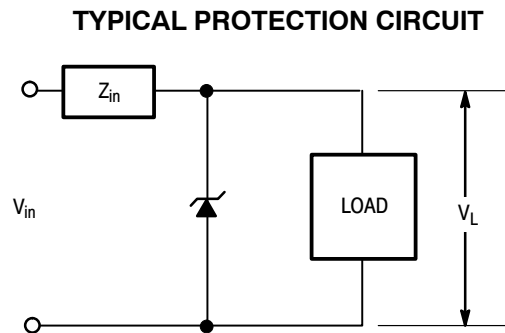 TYPICAL PROTECTION CIRCUIT
Zin
Vin
LOAD
VL